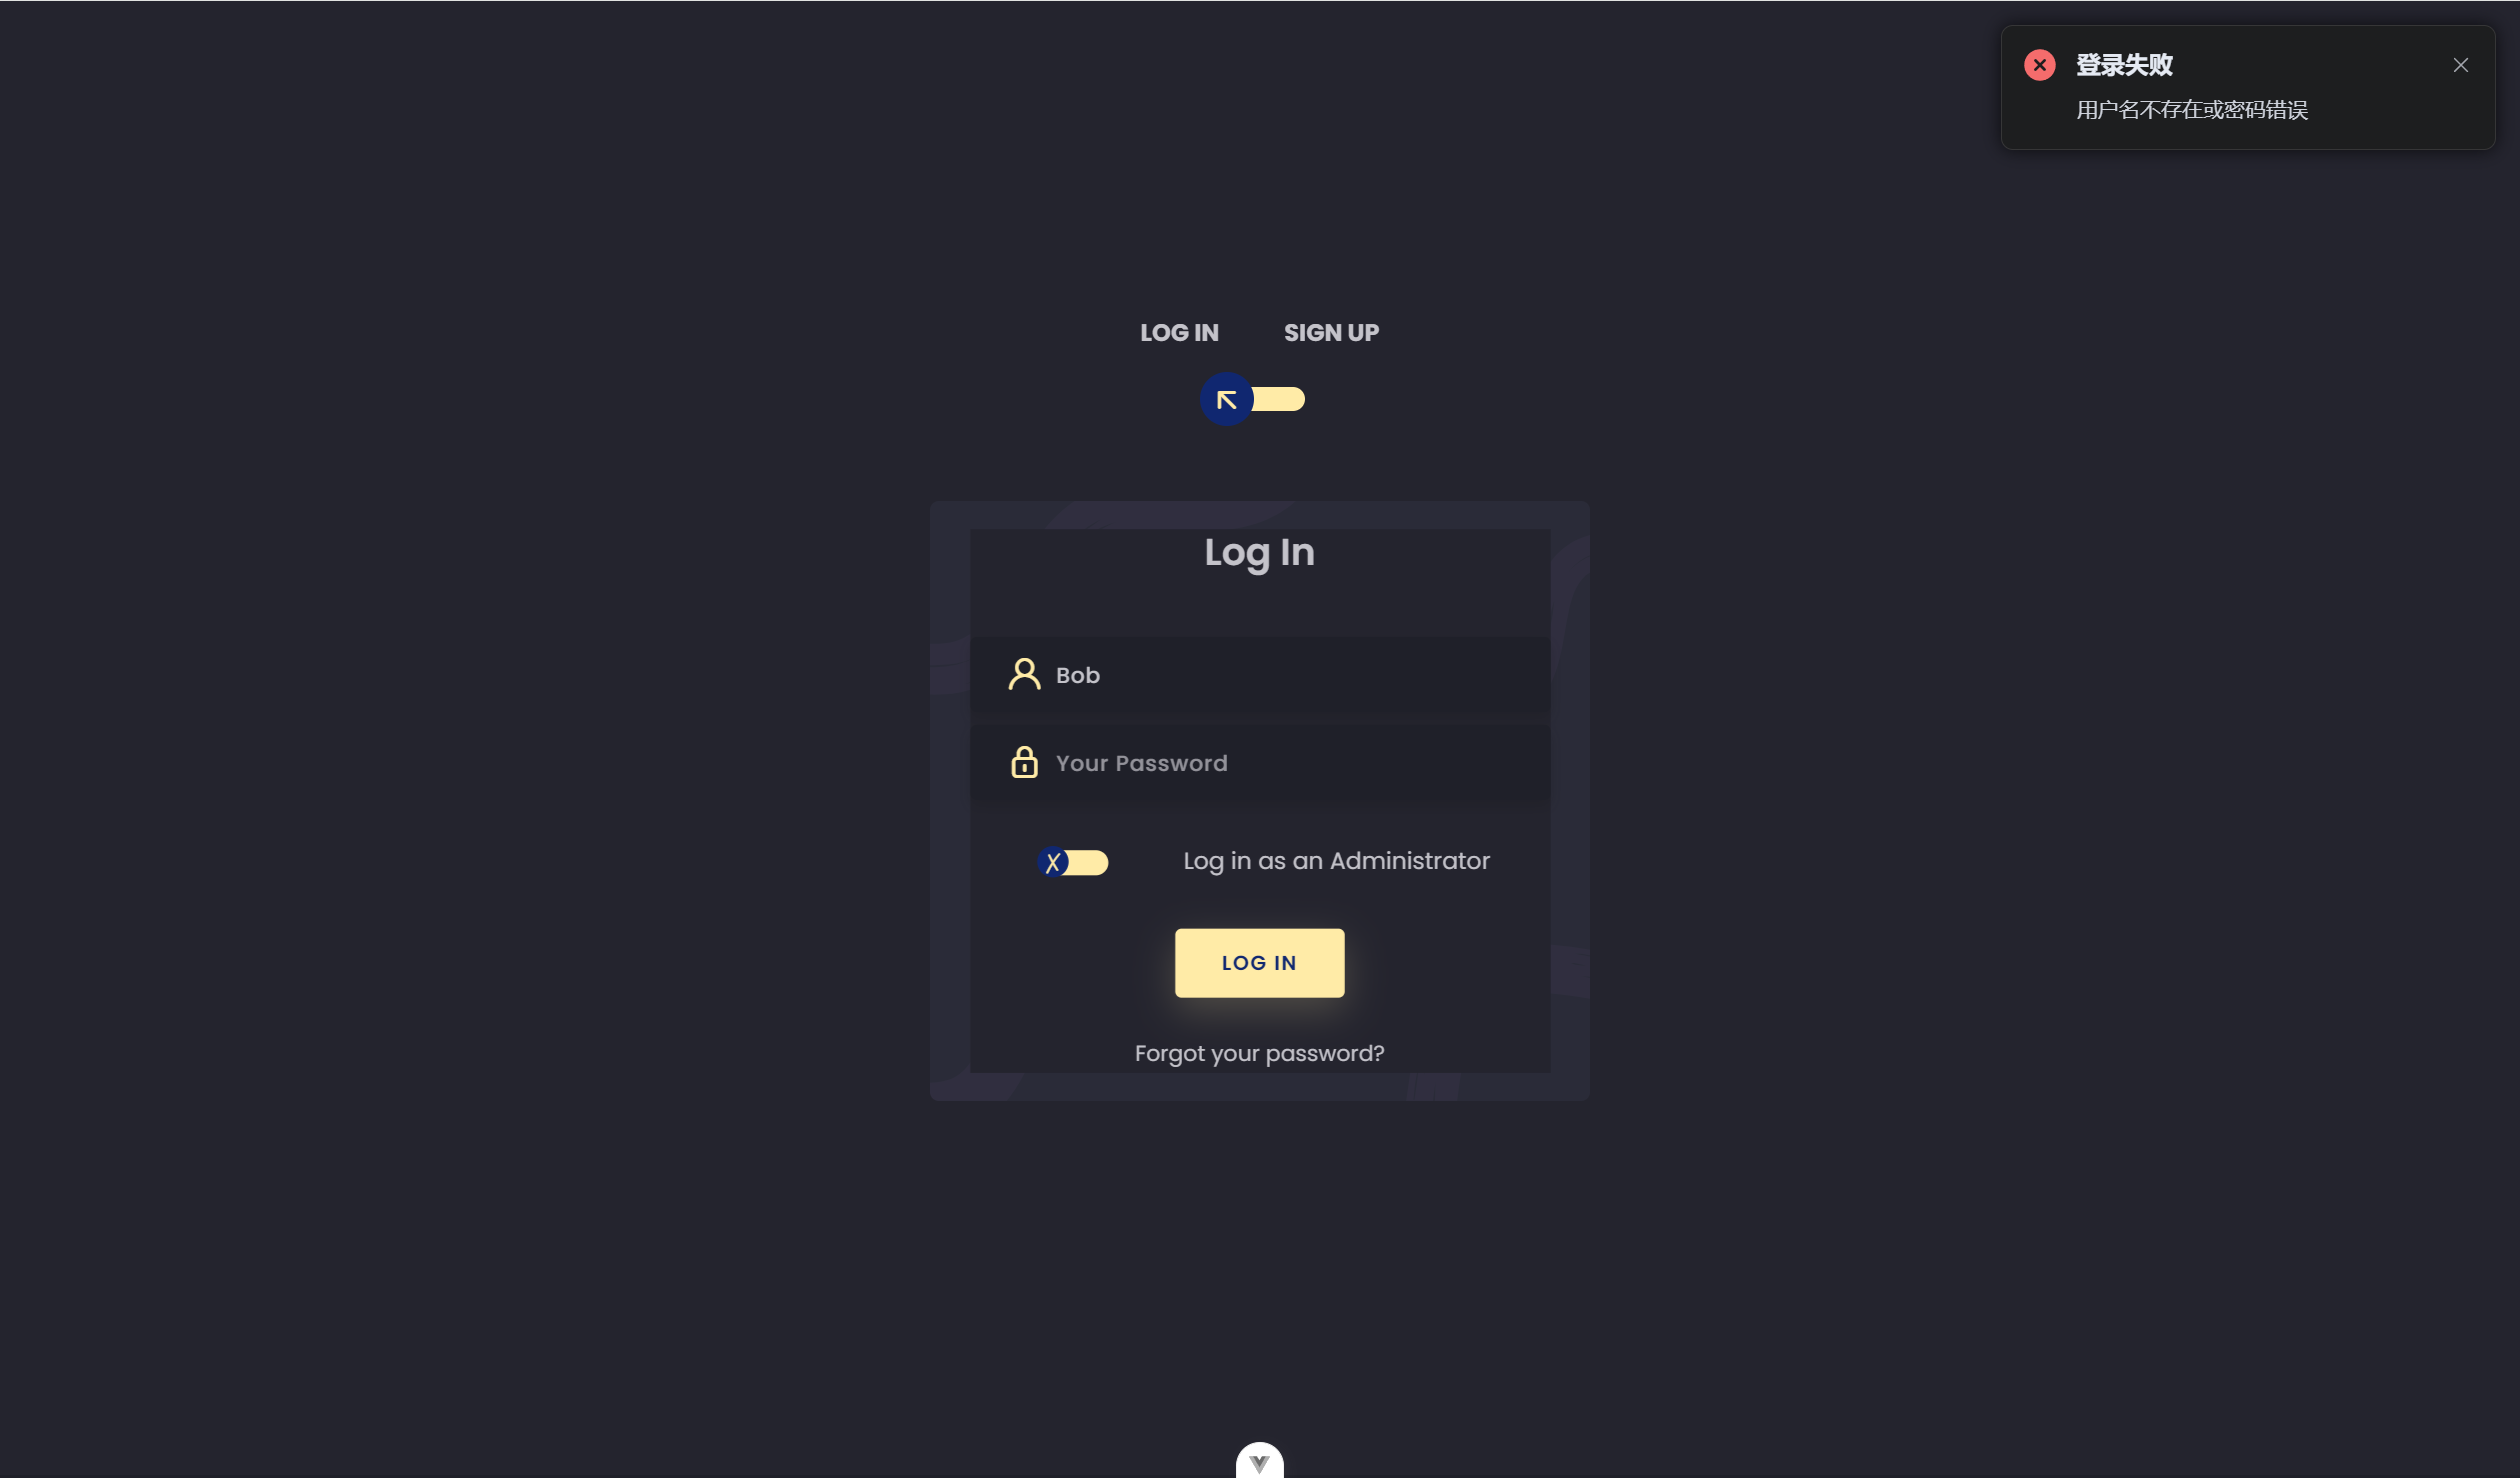 登录失败
用户名不存在或密码错误
LOG IN SIGN UP
Log In
Bob
Your Password
Log in as an Administrator
LOG IN
Forgot your password?